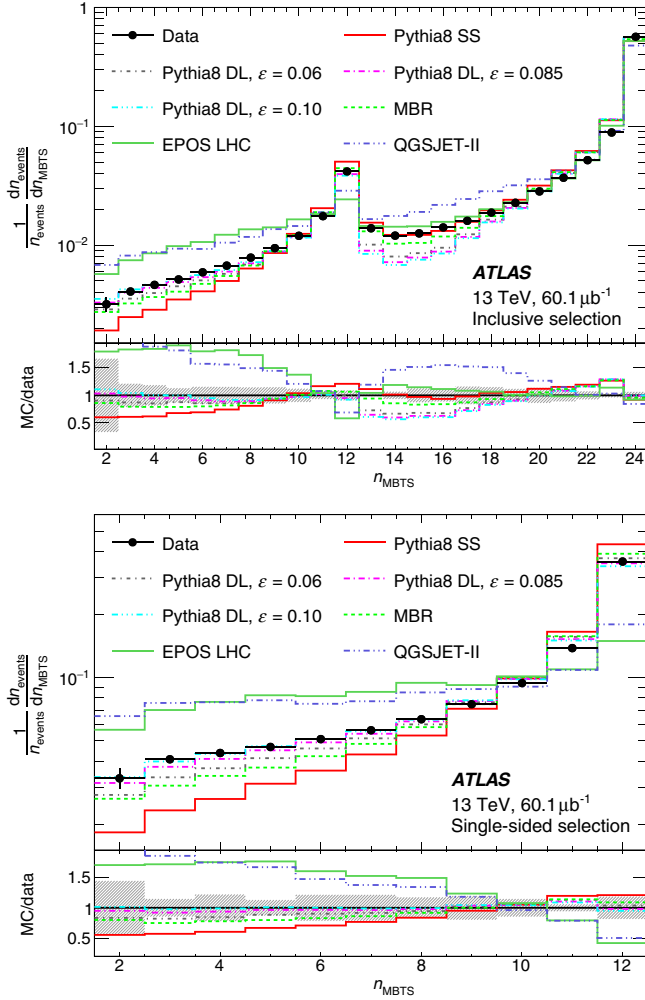 1
10⁻¹
10⁻²
1/n_events dn_events/dn_MBTS
Data
Pythia8 SS
Pythia8 DL, ε = 0.06
Pythia8 DL, ε = 0.085
Pythia8 DL, ε = 0.10
MBR
EPOS LHC
QGSJET-II
ATLAS
13 TeV, 60.1 μb⁻¹
Inclusive selection
MC/data
1.5
1
0.5
2 4 6 8 10 12 14 16 18 20 22 24
n_MBTS
10⁻¹
1/n_events dn_events/dn_MBTS
Data
Pythia8 SS
Pythia8 DL, ε = 0.06
Pythia8 DL, ε = 0.085
Pythia8 DL, ε = 0.10
MBR
EPOS LHC
QGSJET-II
ATLAS
13 TeV, 60.1 μb⁻¹
Single-sided selection
MC/data
1.5
1
0.5
2 4 6 8 10 12
n_MBTS